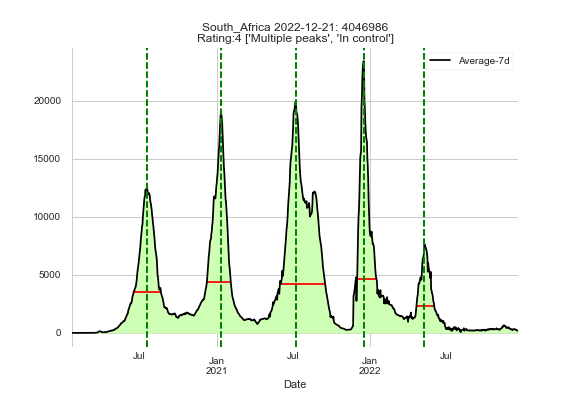 South_Africa 2022-12-21: 4046986
Rating:4 ['Multiple peaks', 'In control']
Average-7d
20000
15000
10000
5000
0
Jul
Jan
2021
Jul
Jan
2022
Jul
Date